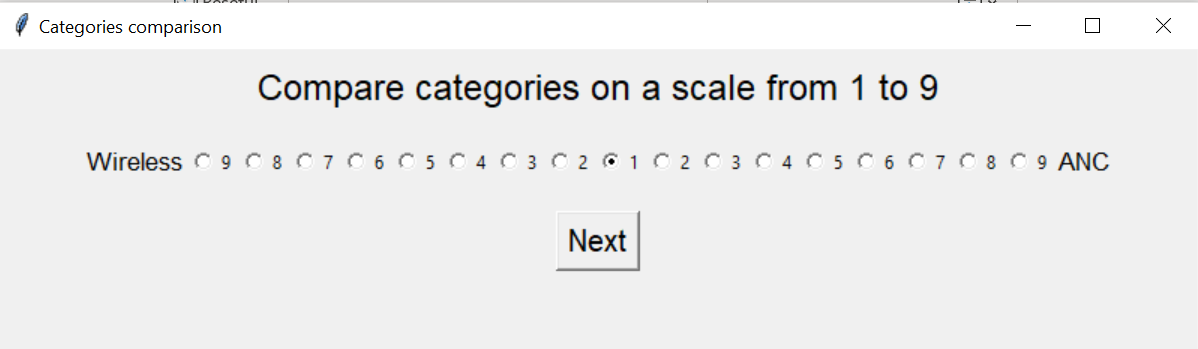 Categories comparison
Compare categories on a scale from 1 to 9
Wireless 9 8 7 6 5 4 3 2 1 2 3 4 5 6 7 8 9 ANC
Next